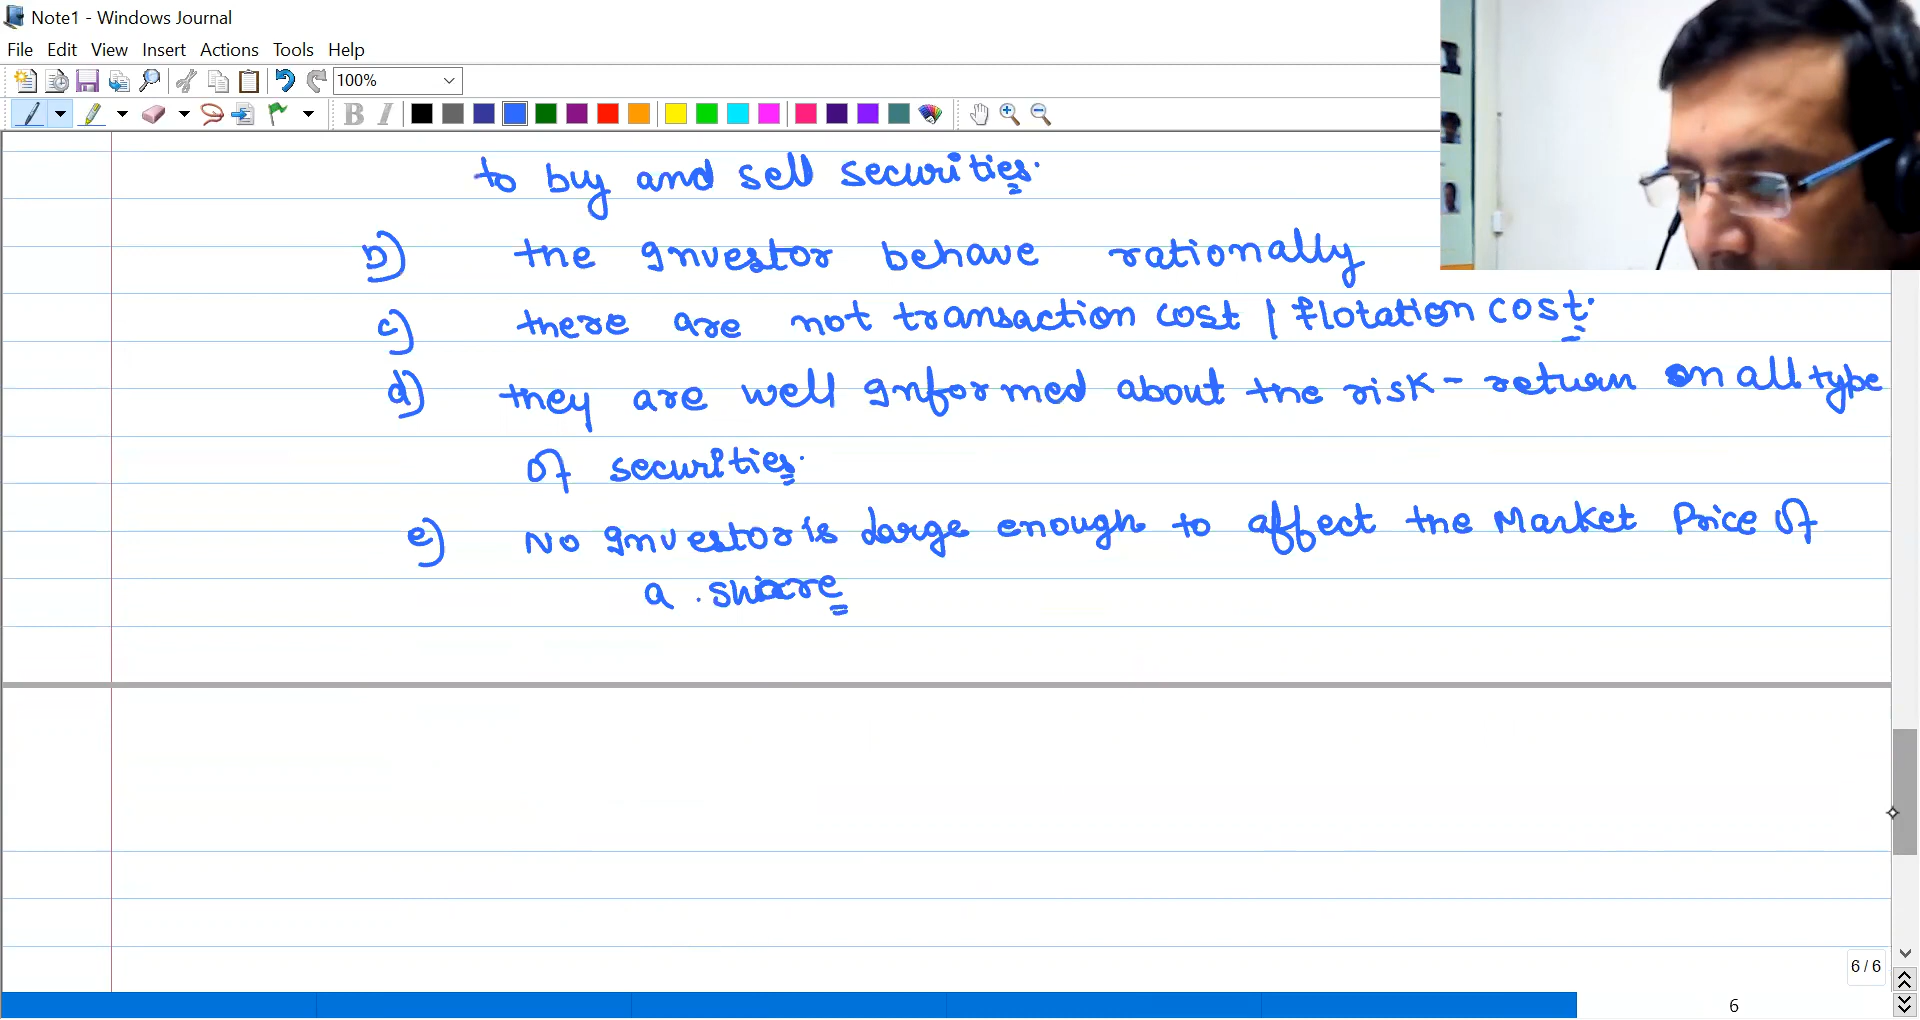 Note1 - Windows Journal
File Edit View Insert Actions Tools Help
100%
B I
to buy and sell securities.
b) the Investor behave rationally
c) there are not transaction cost | flotation cost.
d) they are well Informed about the risk - return on all type
of securities.
e) No Investor is large enough to affect the Market Price of
a share
6 / 6
6